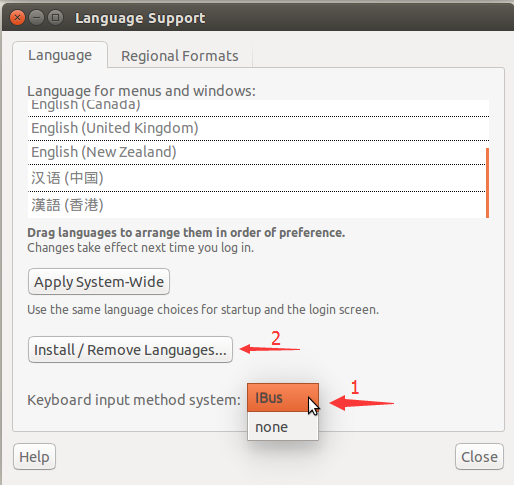 Language Support
Language
Regional Formats
Language for menus and windows:
English (Canada)
English (United Kingdom)
English (New Zealand)
汉语 (中国)
漢語 (香港)
Drag languages to arrange them in order of preference.
Changes take effect next time you log in.
Apply System-Wide
Use the same language choices for startup and the login screen.
Install / Remove Languages...
2
Keyboard input method system:
IBus
1
none
Help
Close